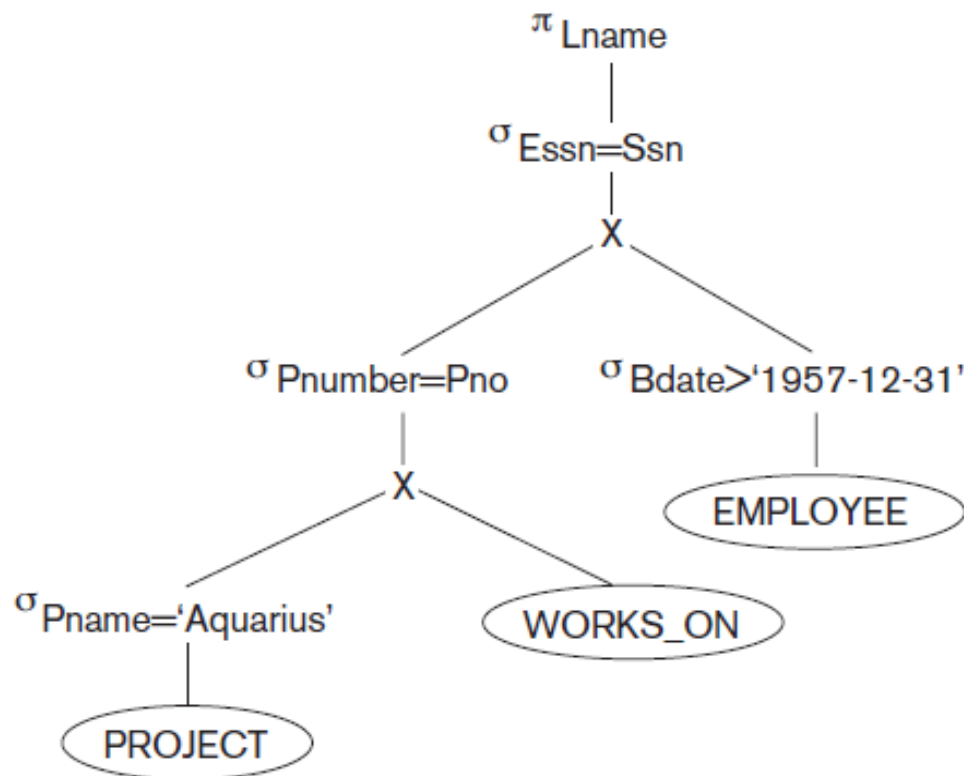 π Lname
σ Essn=Ssn
X
σ Pnumber=Pno
σ Bdate>‘1957-12-31’
X
EMPLOYEE
σ Pname=‘Aquarius’
WORKS_ON
PROJECT